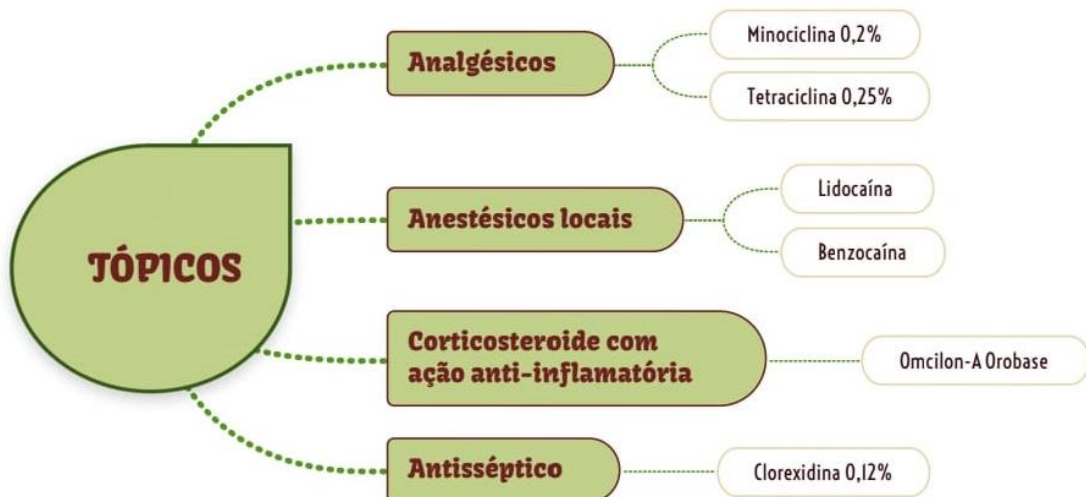 TÓPICOS
Analgésicos
Minociclina 0,2%
Tetraciclina 0,25%
Anestésicos locais
Lidocaína
Benzocaína
Corticosteroide com
ação anti-inflamatória
Omcilon-A Orobase
Antisséptico
Clorexidina 0,12%